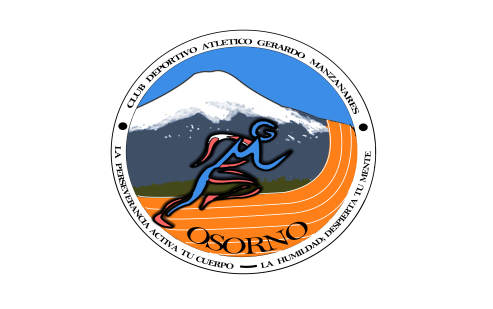 CLUB DEPORTIVO ATLETICO GERARDO MANZANARES
G
M
OSORNO
LA PERSEVERANCIA ACTIVA TU CUERPO — LA HUMILDAD, DESPIERTA TU MENTE